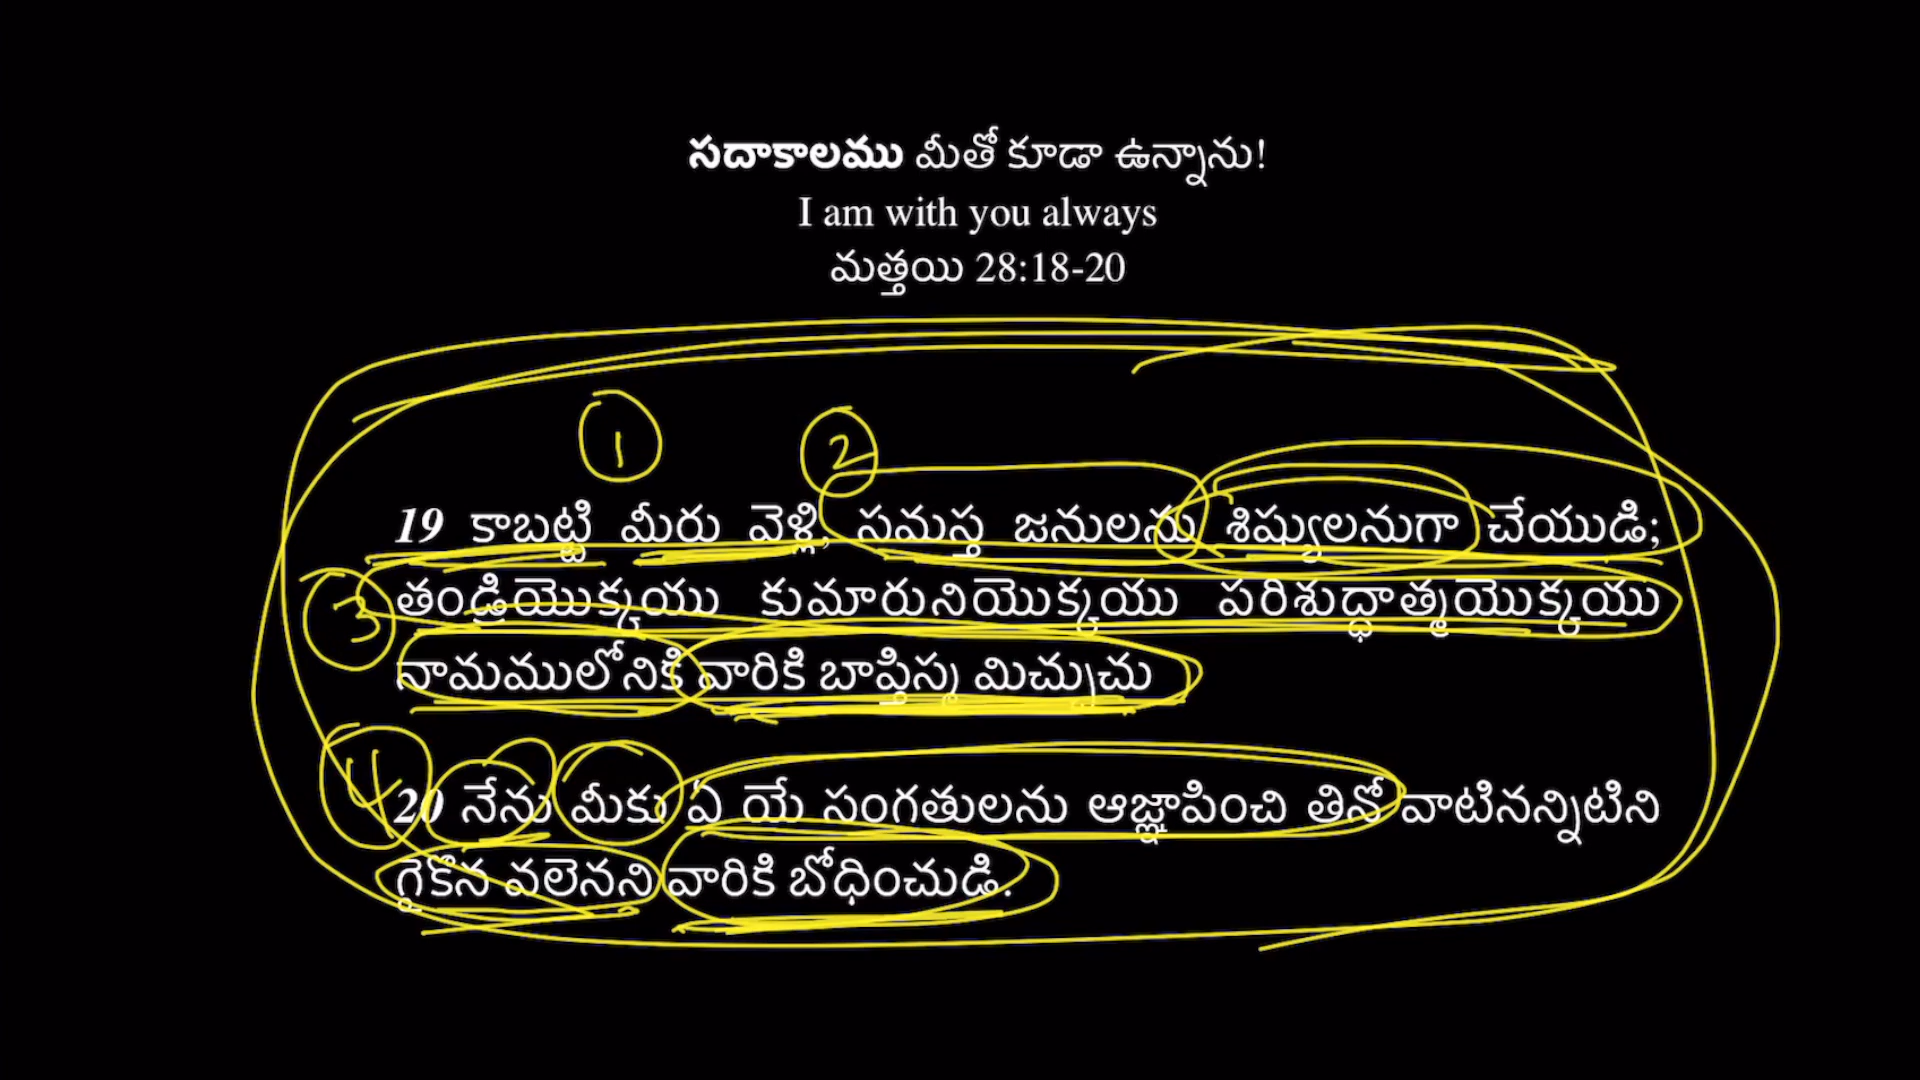 సదాకాలము మీతో కూడా ఉన్నాను!
I am with you always
మత్తయి 28:18-20
1 2
19 కాబట్టి మీరు వెళ్లి, సమస్త జనులను శిష్యులనుగా చేయుడి;
3 తండ్రియొక్కయు కుమారునియొక్కయు పరిశుద్ధాత్మయొక్కయు
నామములోనికి వారికి బాప్తిస్మ మిచ్చుచు
4
20 నేను మీకు ఏ యే సంగతులను ఆజ్ఞాపించి తినో వాటినన్నిటిని
గైకొన వలెనని వారికి బోధించుడి.